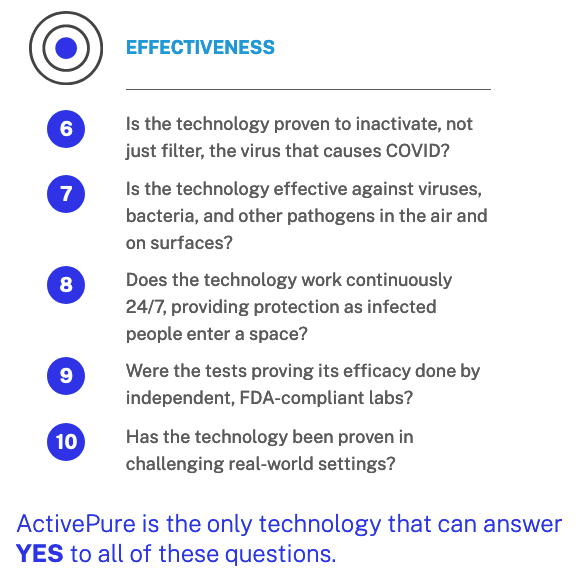 EFFECTIVENESS
6 Is the technology proven to inactivate, not
just filter, the virus that causes COVID?
7 Is the technology effective against viruses,
bacteria, and other pathogens in the air and
on surfaces?
8 Does the technology work continuously
24/7, providing protection as infected
people enter a space?
9 Were the tests proving its efficacy done by
independent, FDA-compliant labs?
10 Has the technology been proven in
challenging real-world settings?
ActivePure is the only technology that can answer
YES to all of these questions.